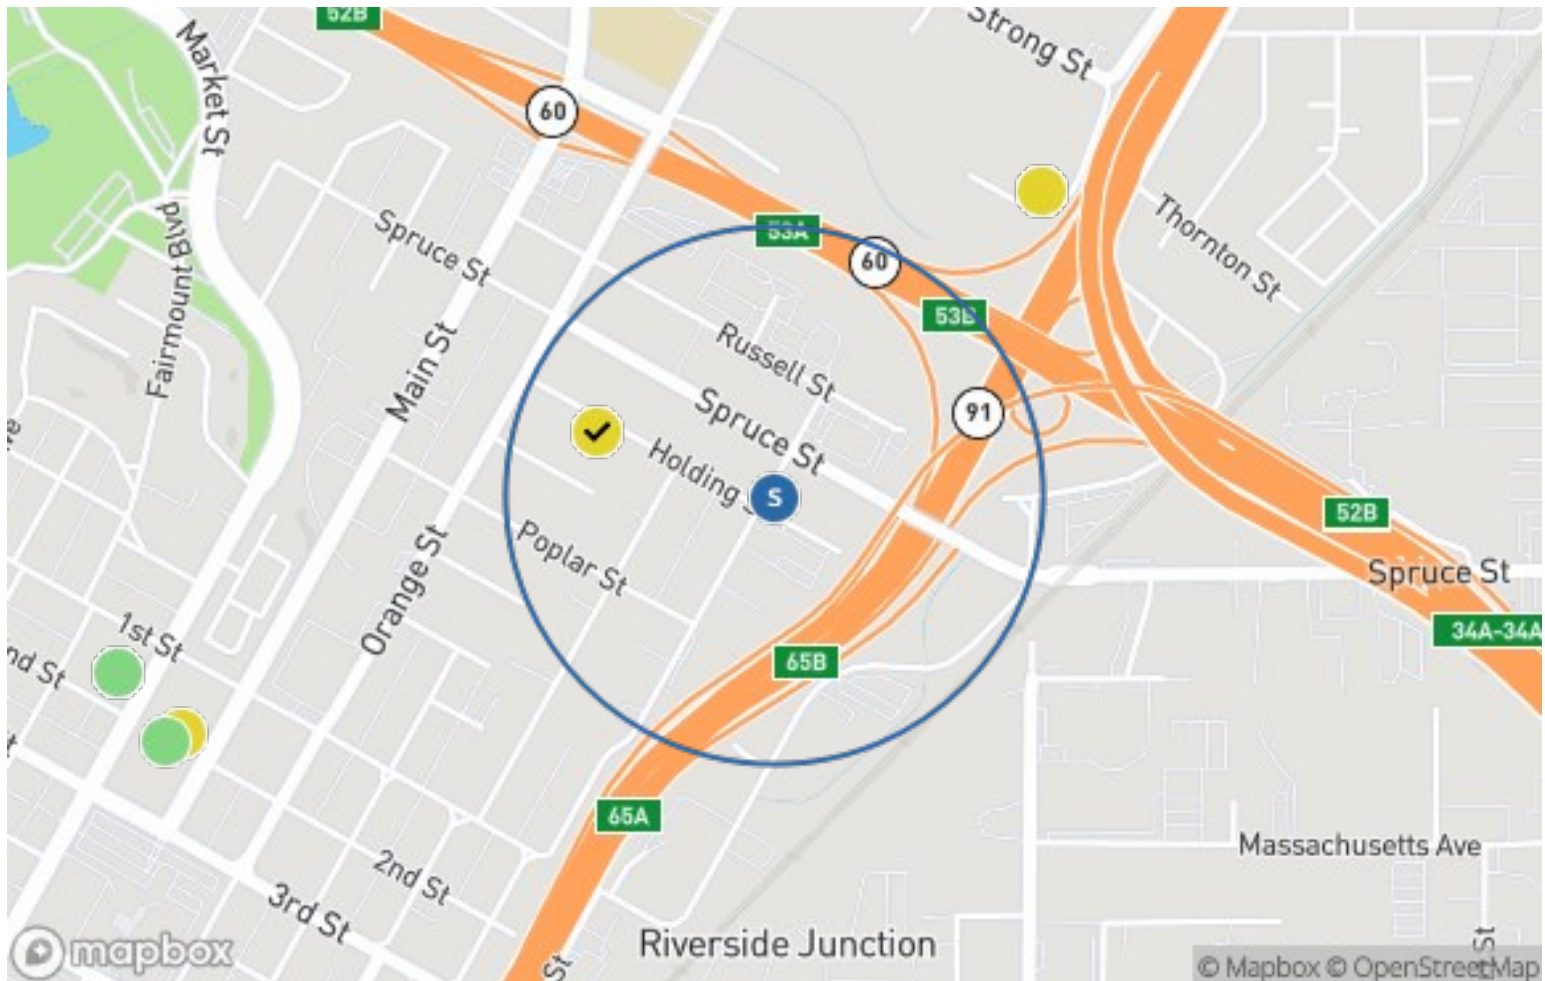 52B
Strong St
Market St
60
Thornton St
Fairmount Blvd
Spruce St
53A
60
53B
Main St
Russell St
91
Spruce St
Holding
S
52B
Orange St
Poplar St
Spruce St
34A-34A
1st St
65B
65A
Massachusetts Ave
2nd St
3rd St
Riverside Junction
St
St
mapbox
© Mapbox © OpenStreetMap